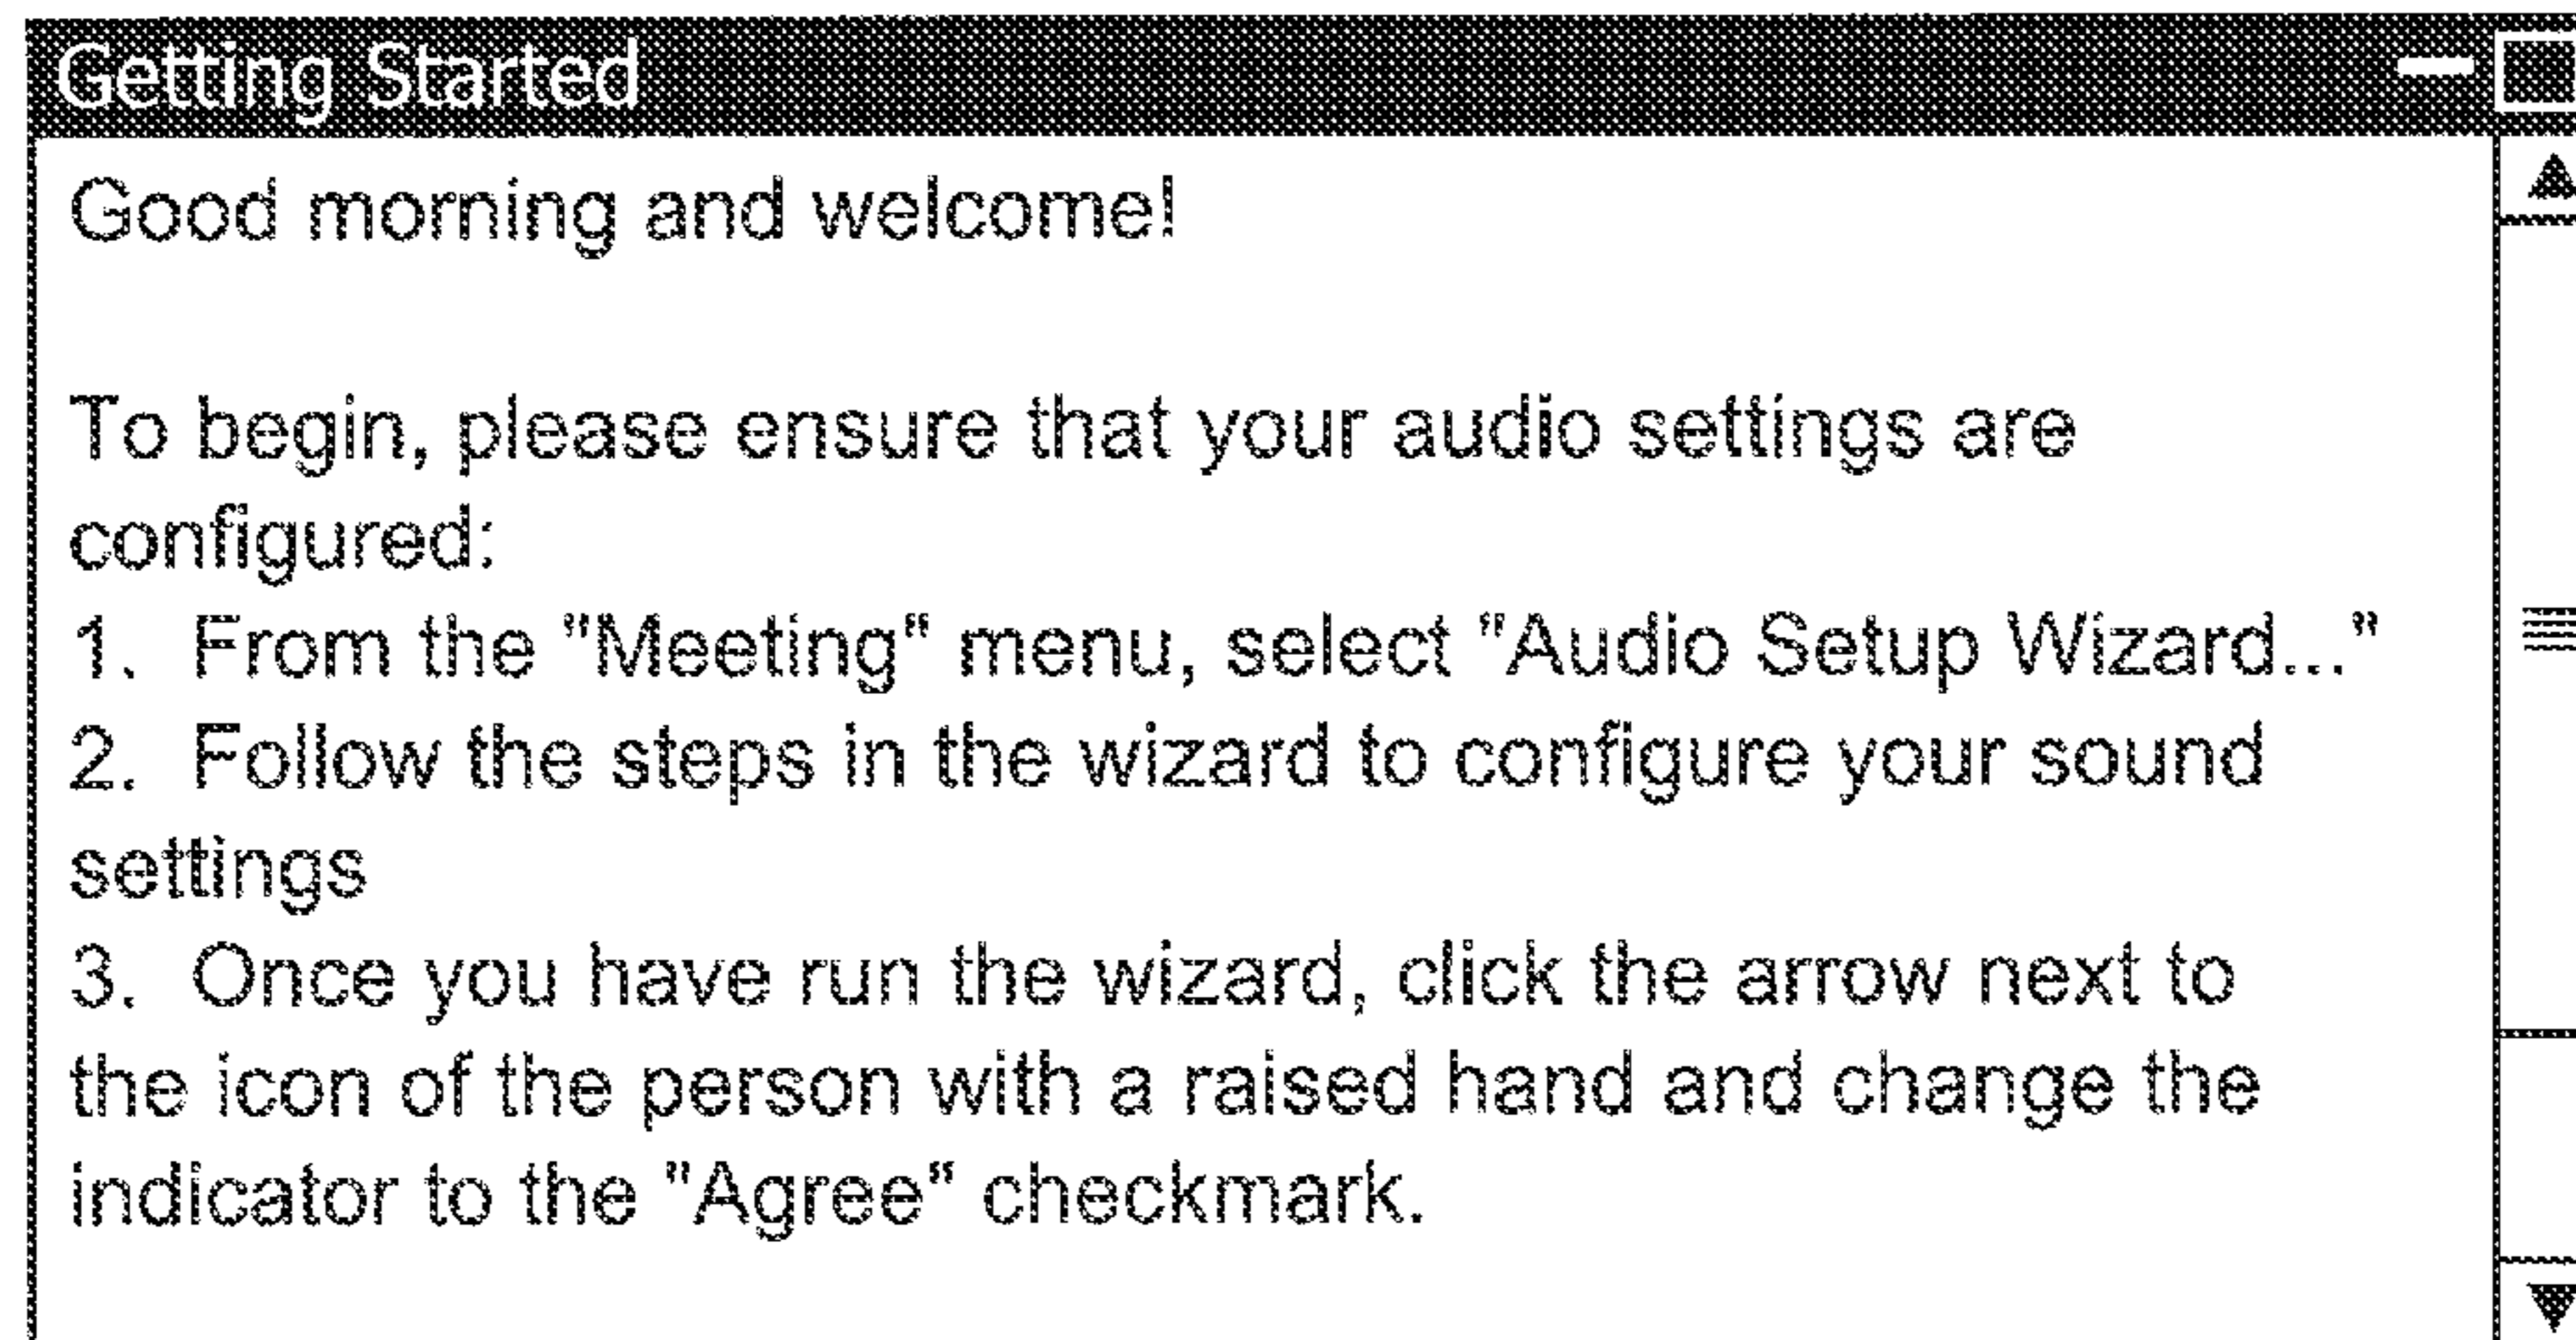 Getting Started
Good morning and welcome!
To begin, please ensure that your audio settings are
configured:
1. From the "Meeting" menu, select "Audio Setup Wizard..."
2. Follow the steps in the wizard to configure your sound
settings
3. Once you have run the wizard, click the arrow next to
the icon of the person with a raised hand and change the
indicator to the "Agree" checkmark.